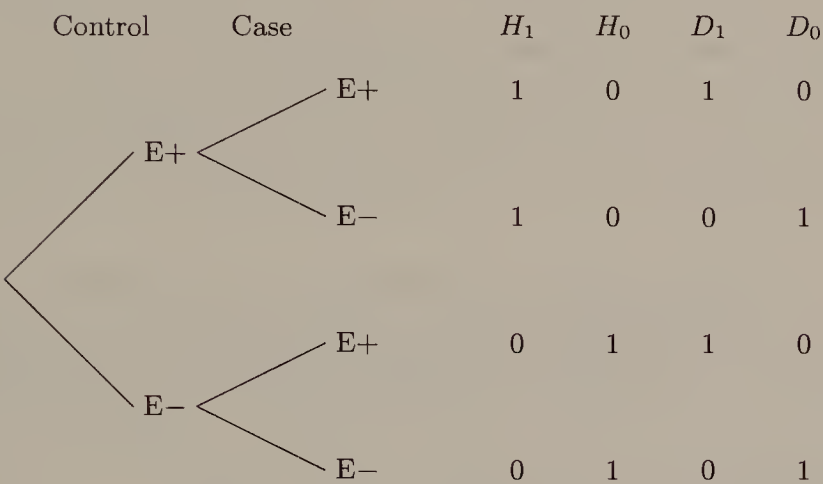 Control Case H₁ H₀ D₁ D₀
E+ 1 0 1 0
E+
E− 1 0 0 1
E+ 0 1 1 0
E−
E− 0 1 0 1